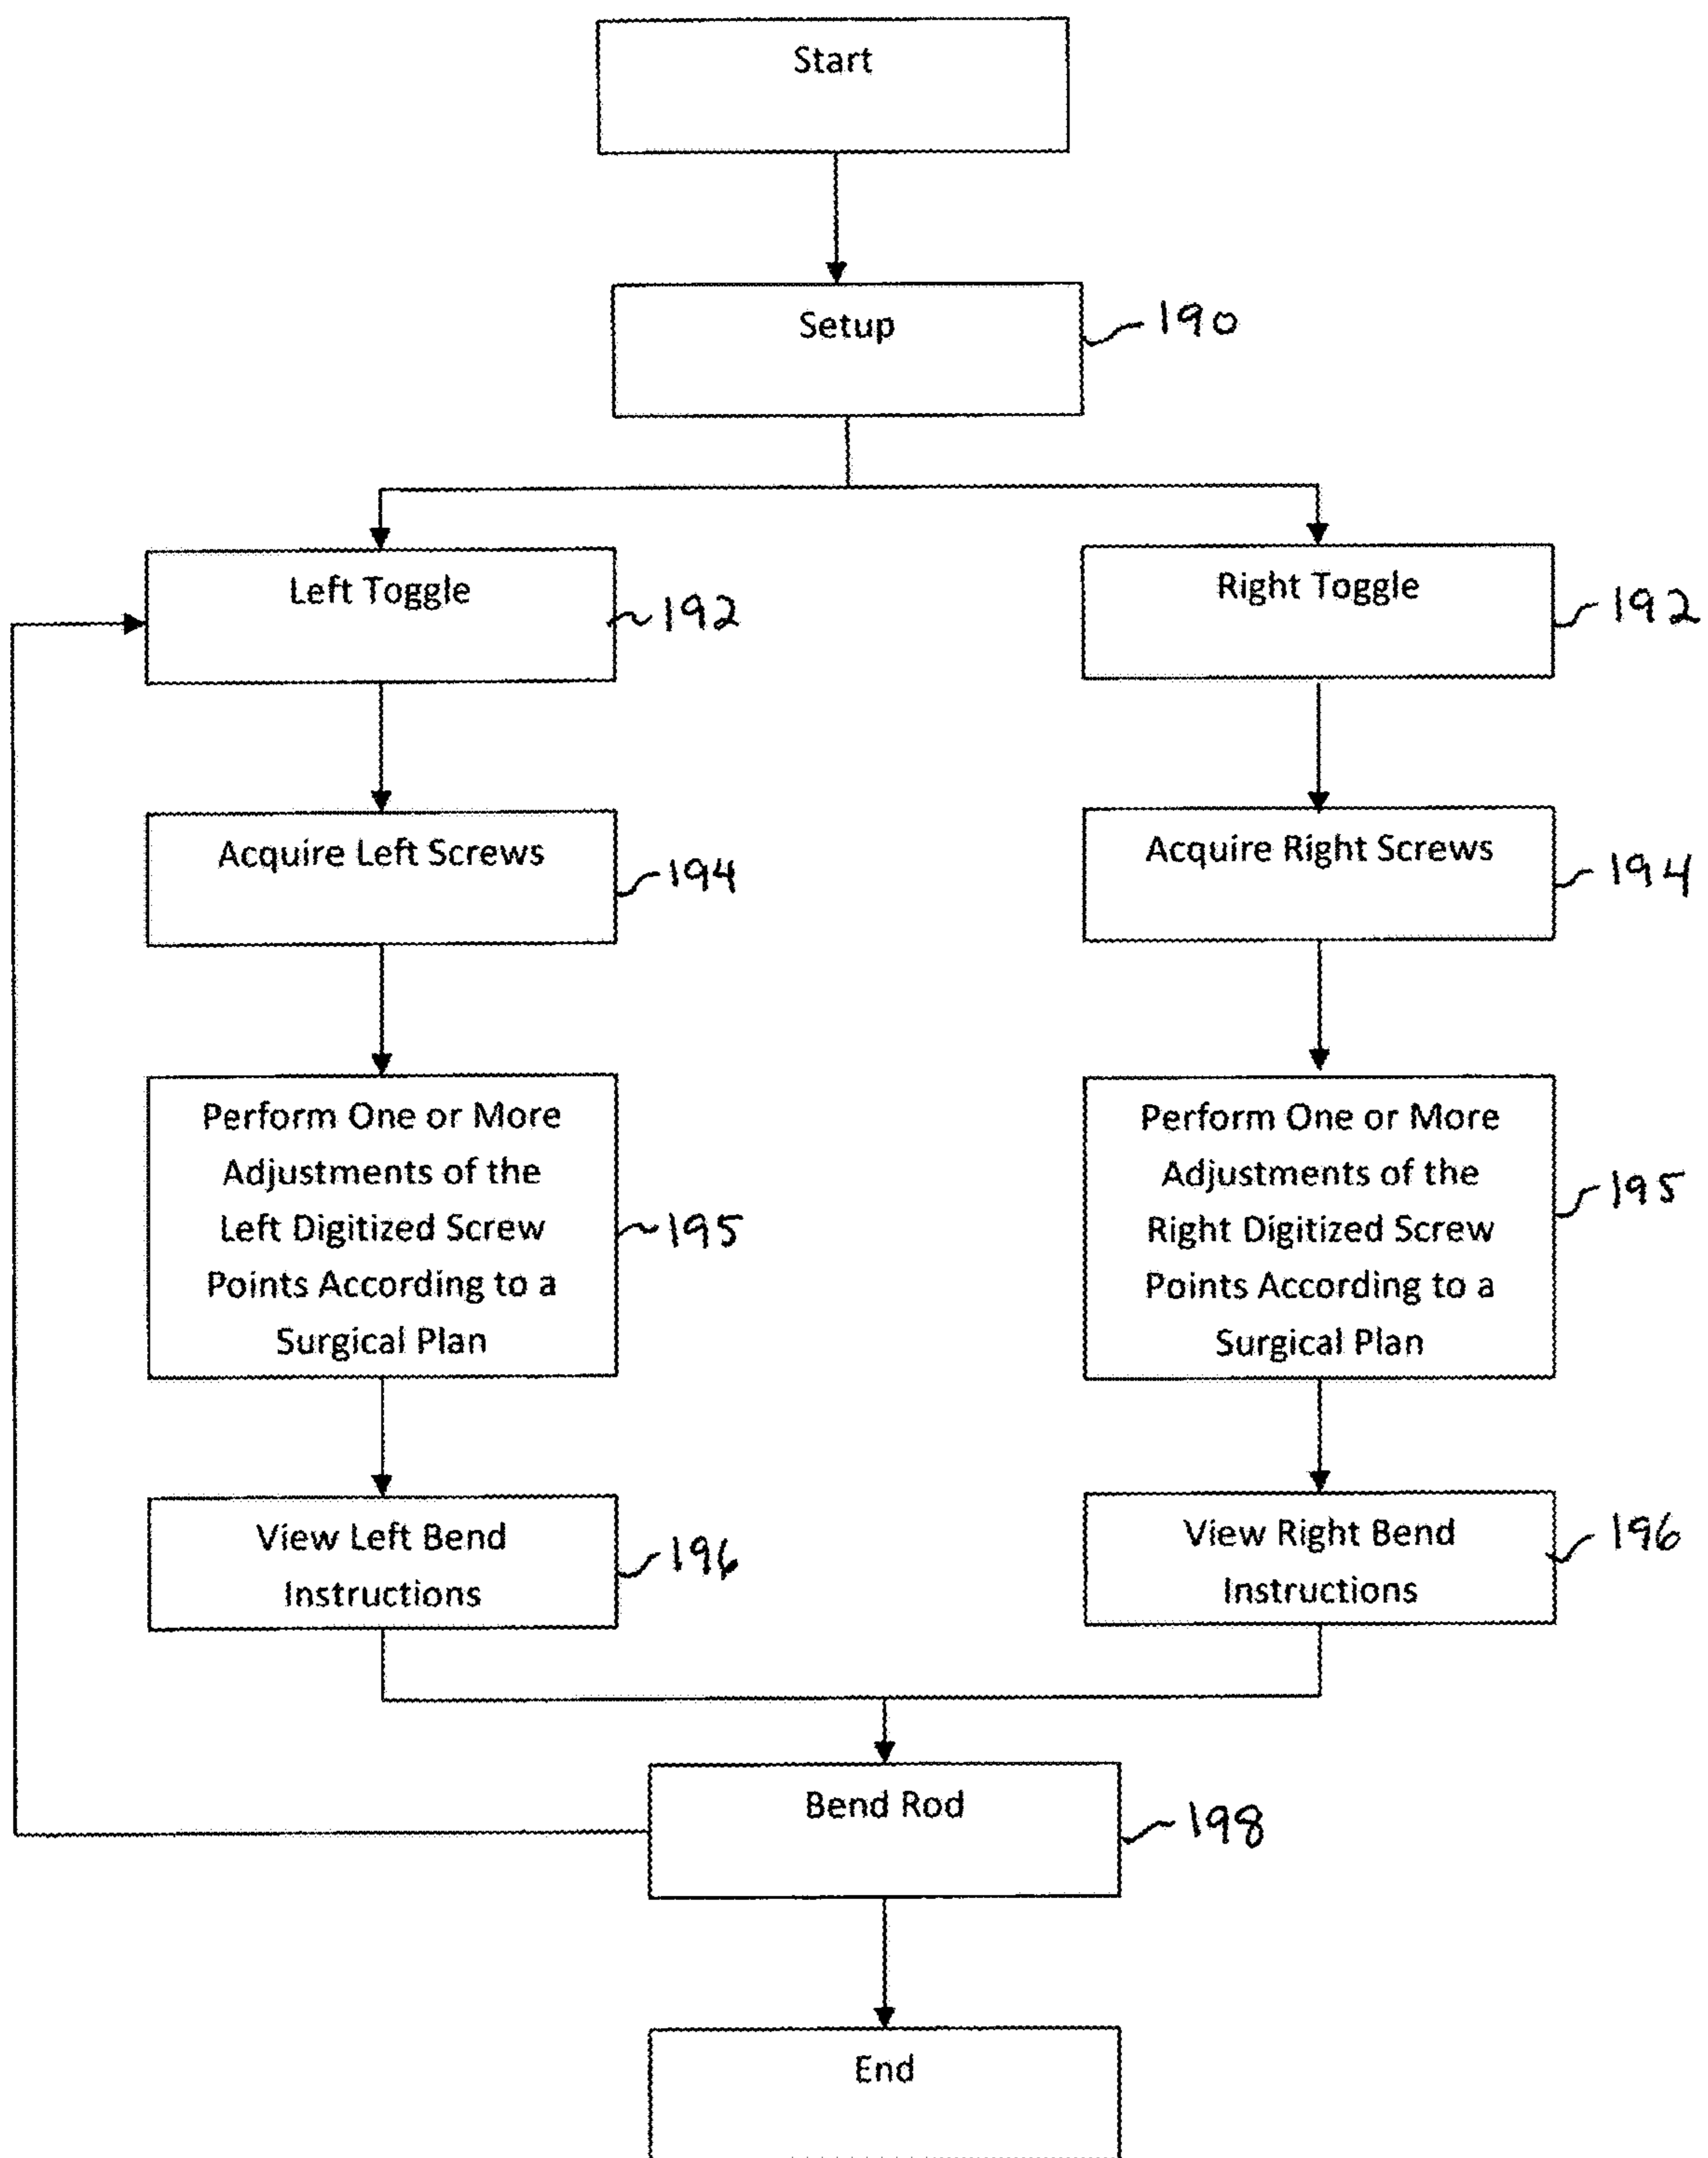 Start
Setup
190
Left Toggle
192
Right Toggle
192
Acquire Left Screws
194
Acquire Right Screws
194
Perform One or More
Adjustments of the
Left Digitized Screw
Points According to a
Surgical Plan
195
Perform One or More
Adjustments of the
Right Digitized Screw
Points According to a
Surgical Plan
195
View Left Bend
Instructions
196
View Right Bend
Instructions
196
Bend Rod
198
End